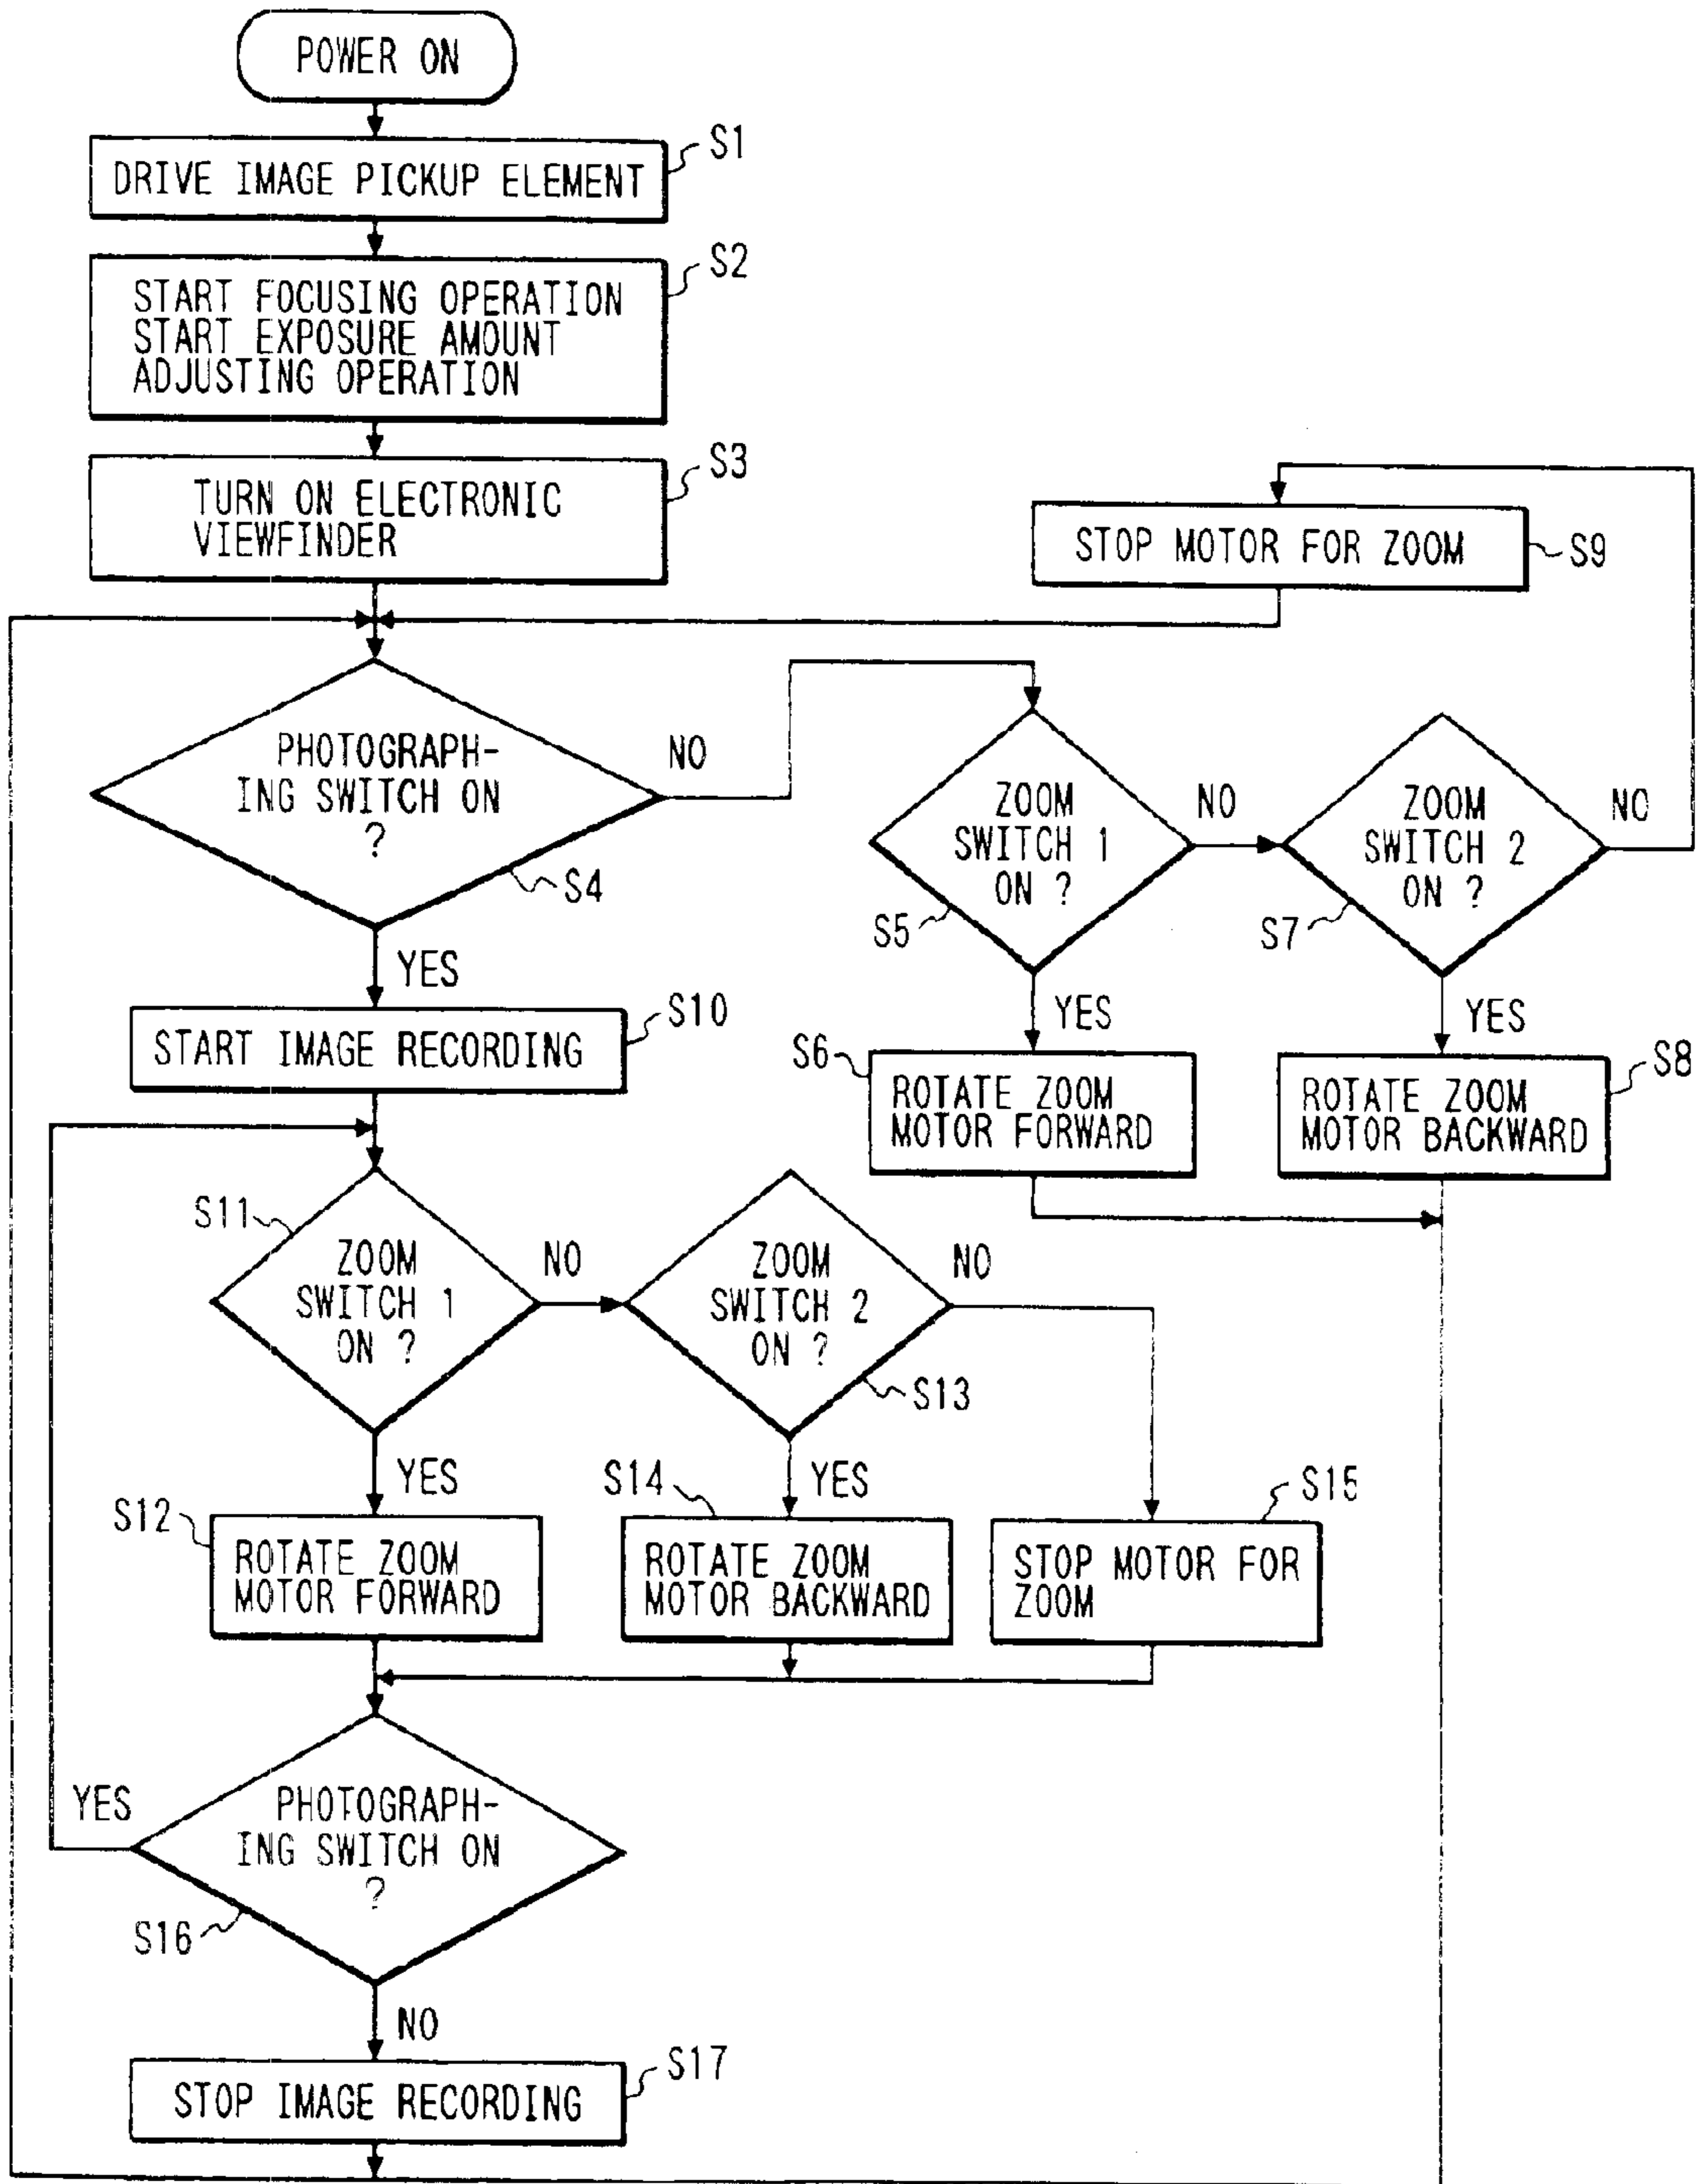 POWER ON
S1
DRIVE IMAGE PICKUP ELEMENT
S2
START FOCUSING OPERATION
START EXPOSURE AMOUNT
ADJUSTING OPERATION
S3
TURN ON ELECTRONIC
VIEWFINDER
STOP MOTOR FOR ZOOM
S9
PHOTOGRAPH-
ING SWITCH ON
?
NO
S4
YES
ZOOM
SWITCH 1
ON ?
NO
S5
YES
ZOOM
SWITCH 2
ON ?
NO
S7
YES
S10
START IMAGE RECORDING
S6
ROTATE ZOOM
MOTOR FORWARD
S8
ROTATE ZOOM
MOTOR BACKWARD
S11
ZOOM
SWITCH 1
ON ?
NO
YES
ZOOM
SWITCH 2
ON ?
NO
S13
YES
S12
ROTATE ZOOM
MOTOR FORWARD
S14
ROTATE ZOOM
MOTOR BACKWARD
S15
STOP MOTOR FOR
ZOOM
YES
PHOTOGRAPH-
ING SWITCH ON
?
S16
NO
S17
STOP IMAGE RECORDING